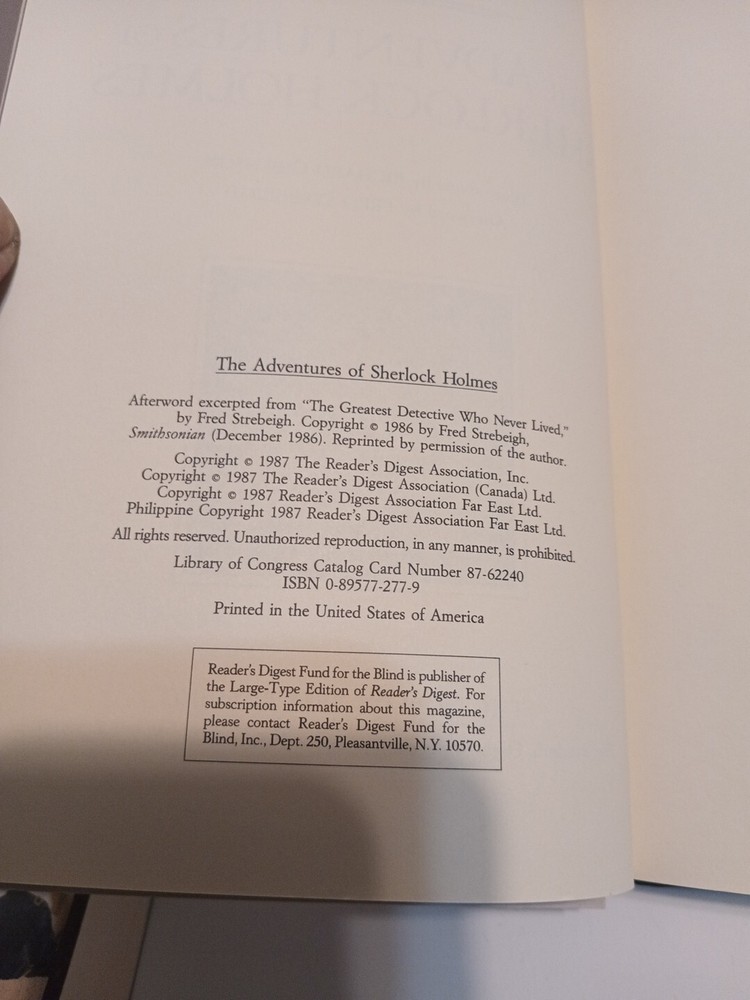 The Adventures of Sherlock Holmes
Afterword excerpted from "The Greatest Detective Who Never Lived,"
by Fred Strebeigh. Copyright © 1986 by Fred Strebeigh,
Smithsonian (December 1986). Reprinted by permission of the author.
Copyright © 1987 The Reader's Digest Association, Inc.
Copyright © 1987 The Reader's Digest Association (Canada) Ltd.
Copyright © 1987 Reader's Digest Association Far East Ltd.
Philippine Copyright 1987 Reader's Digest Association Far East Ltd.
All rights reserved. Unauthorized reproduction, in any manner, is prohibited.
Library of Congress Catalog Card Number 87-62240
ISBN 0-89577-277-9
Printed in the United States of America
Reader's Digest Fund for the Blind is publisher of
the Large-Type Edition of Reader's Digest. For
subscription information about this magazine,
please contact Reader's Digest Fund for the
Blind, Inc., Dept. 250, Pleasantville, N.Y. 10570.